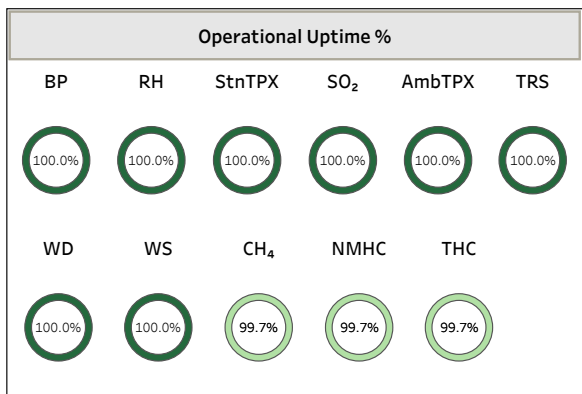 Operational Uptime %
BP RH StnTPX SO₂ AmbTPX TRS
100.0% 100.0% 100.0% 100.0% 100.0% 100.0%
WD WS CH₄ NMHC THC
100.0% 100.0% 99.7% 99.7% 99.7%